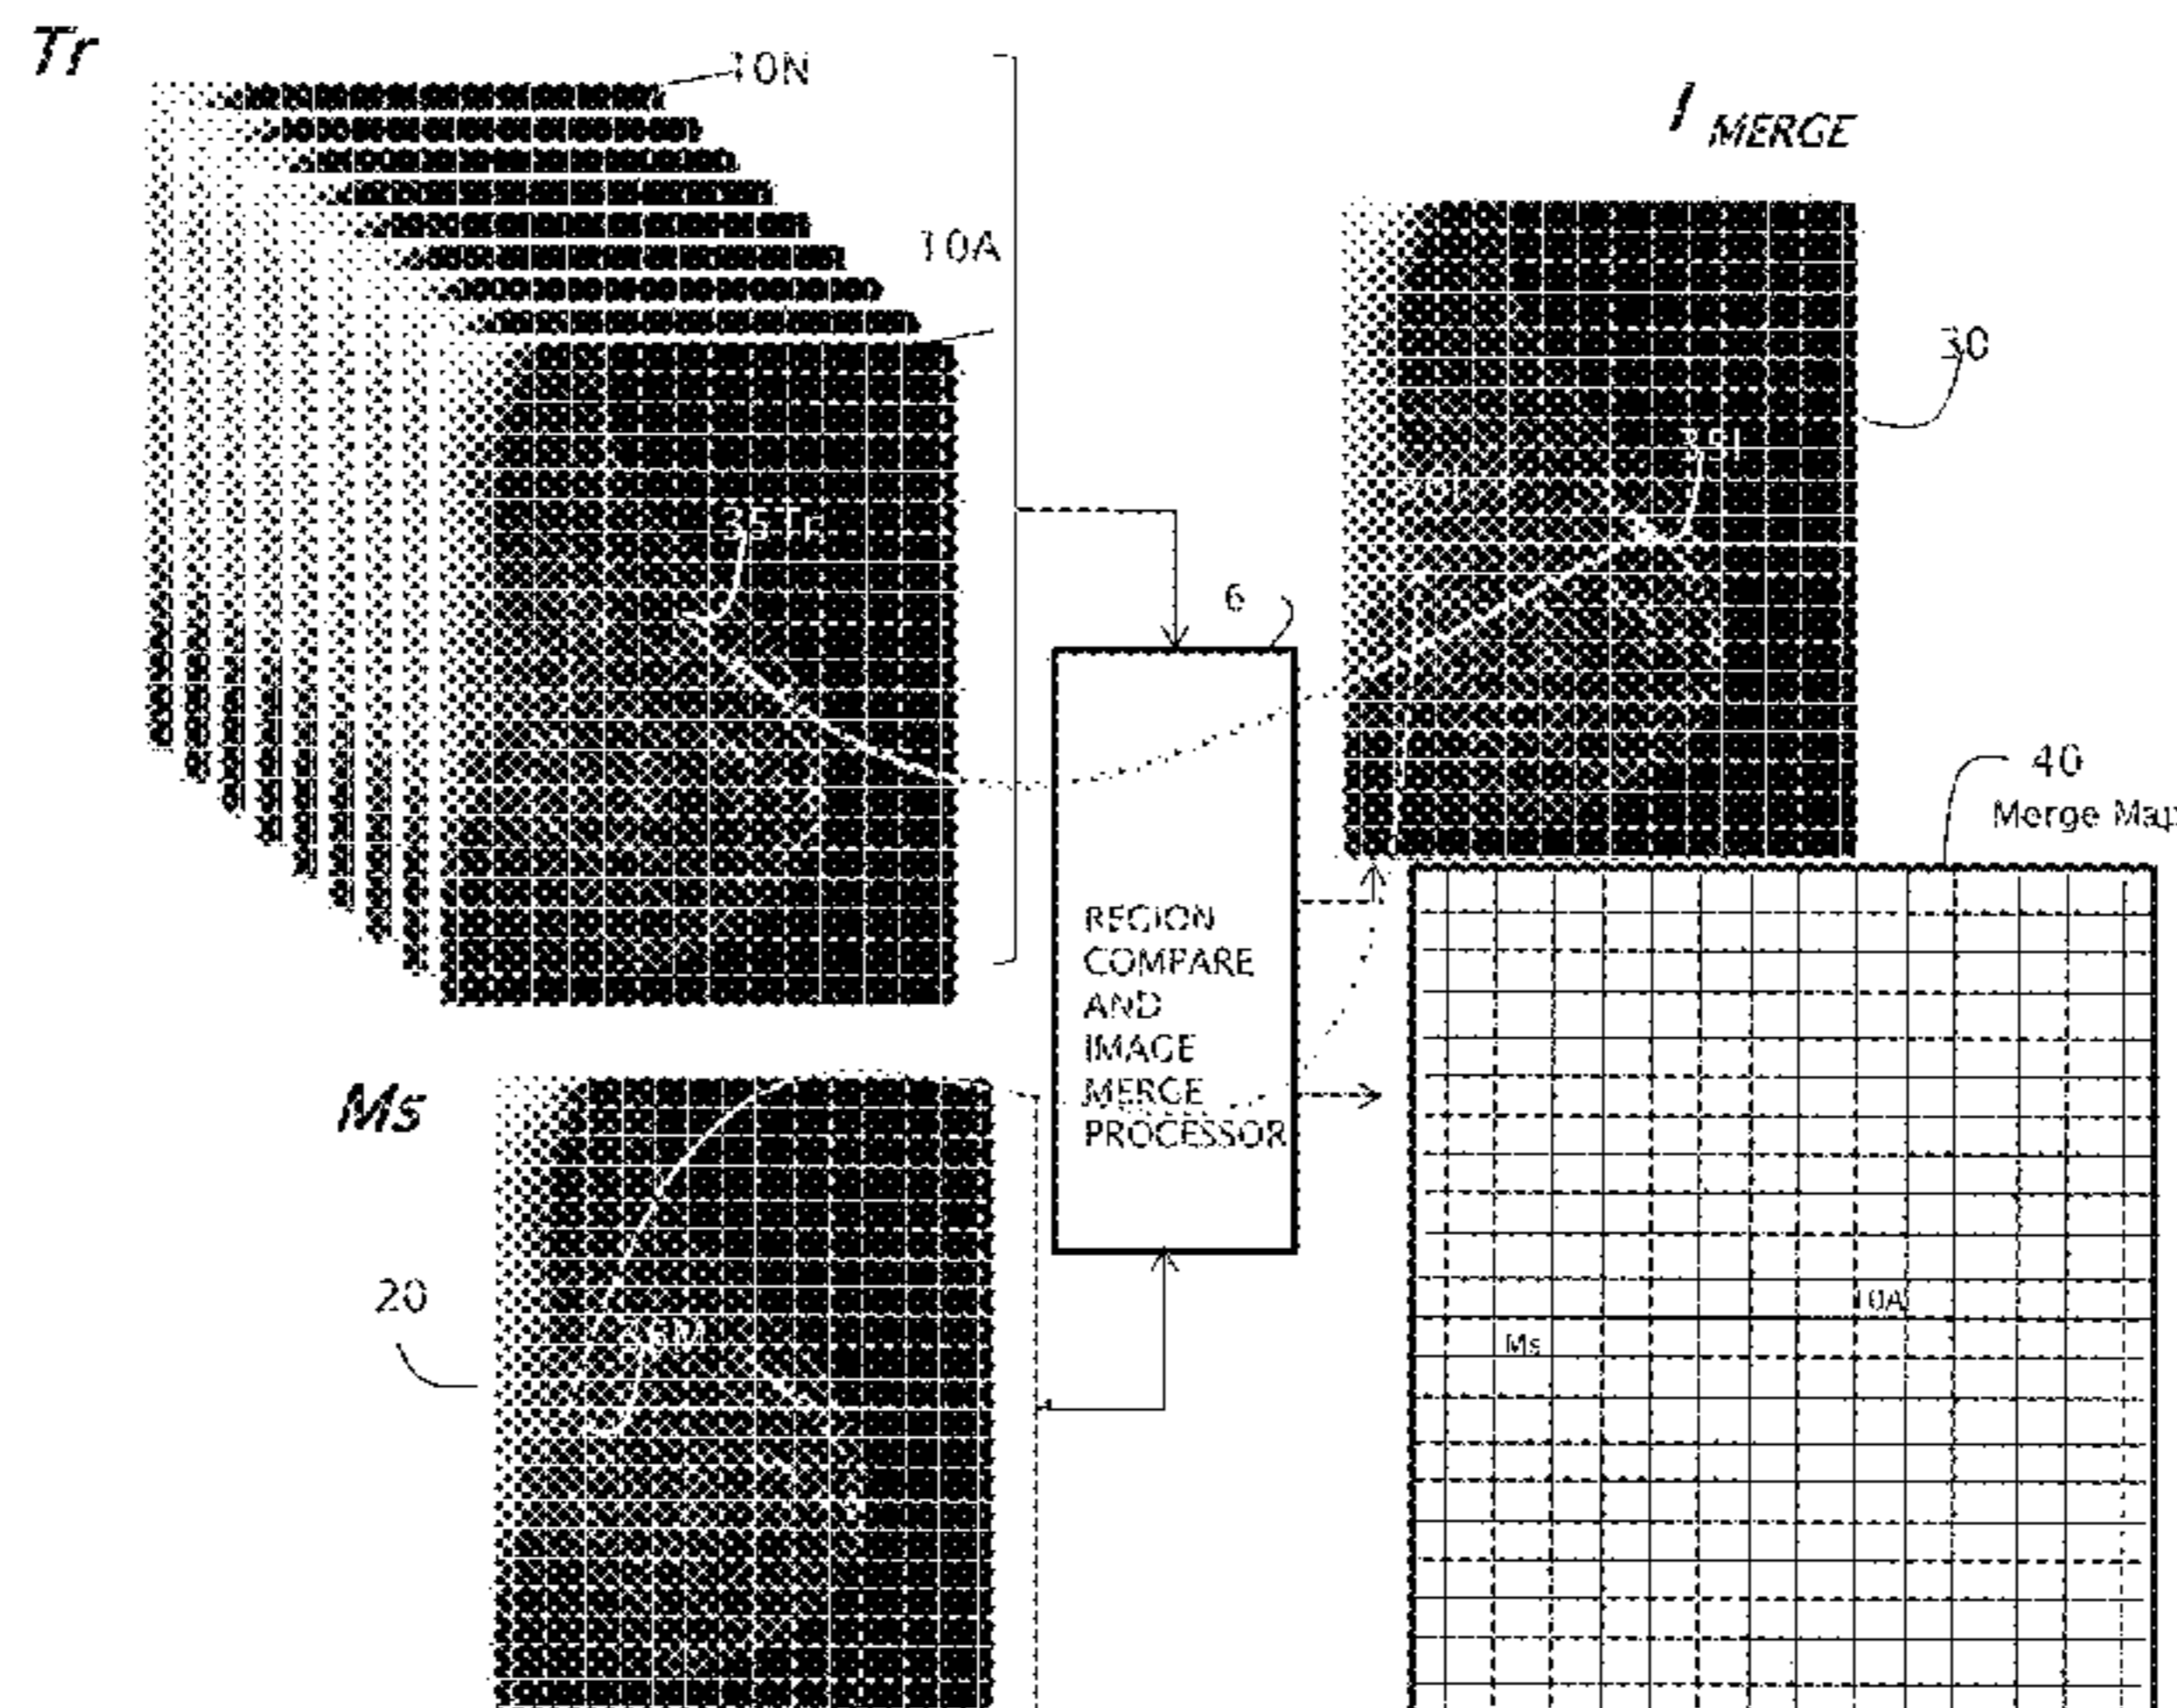 Tr
10N
10A
I MERGE
30
35Tr
6
40
Merge Map
REGION
COMPARE
AND
IMAGE
MERGE
PROCESSOR
Ms
20
10A
Ms